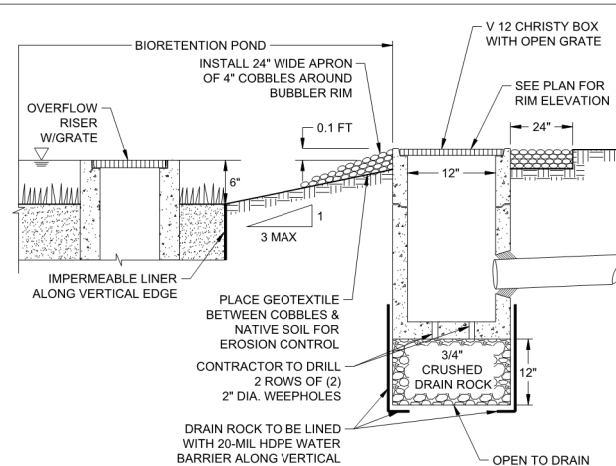 BIORETENTION POND
V 12 CHRISTY BOX
WITH OPEN GRATE
INSTALL 24" WIDE APRON
OF 4" COBBLES AROUND
BUBBLER RIM
SEE PLAN FOR
RIM ELEVATION
OVERFLOW
RISER
W/GRATE
0.1 FT
24"
6"
12"
1
3 MAX
IMPERMEABLE LINER
ALONG VERTICAL EDGE
PLACE GEOTEXTILE
BETWEEN COBBLES &
NATIVE SOIL FOR
EROSION CONTROL
CONTRACTOR TO DRILL
2 ROWS OF (2)
2" DIA. WEEPHOLES
3/4"
CRUSHED
DRAIN ROCK
12"
DRAIN ROCK TO BE LINED
WITH 20-MIL HDPE WATER
BARRIER ALONG VERTICAL
OPEN TO DRAIN